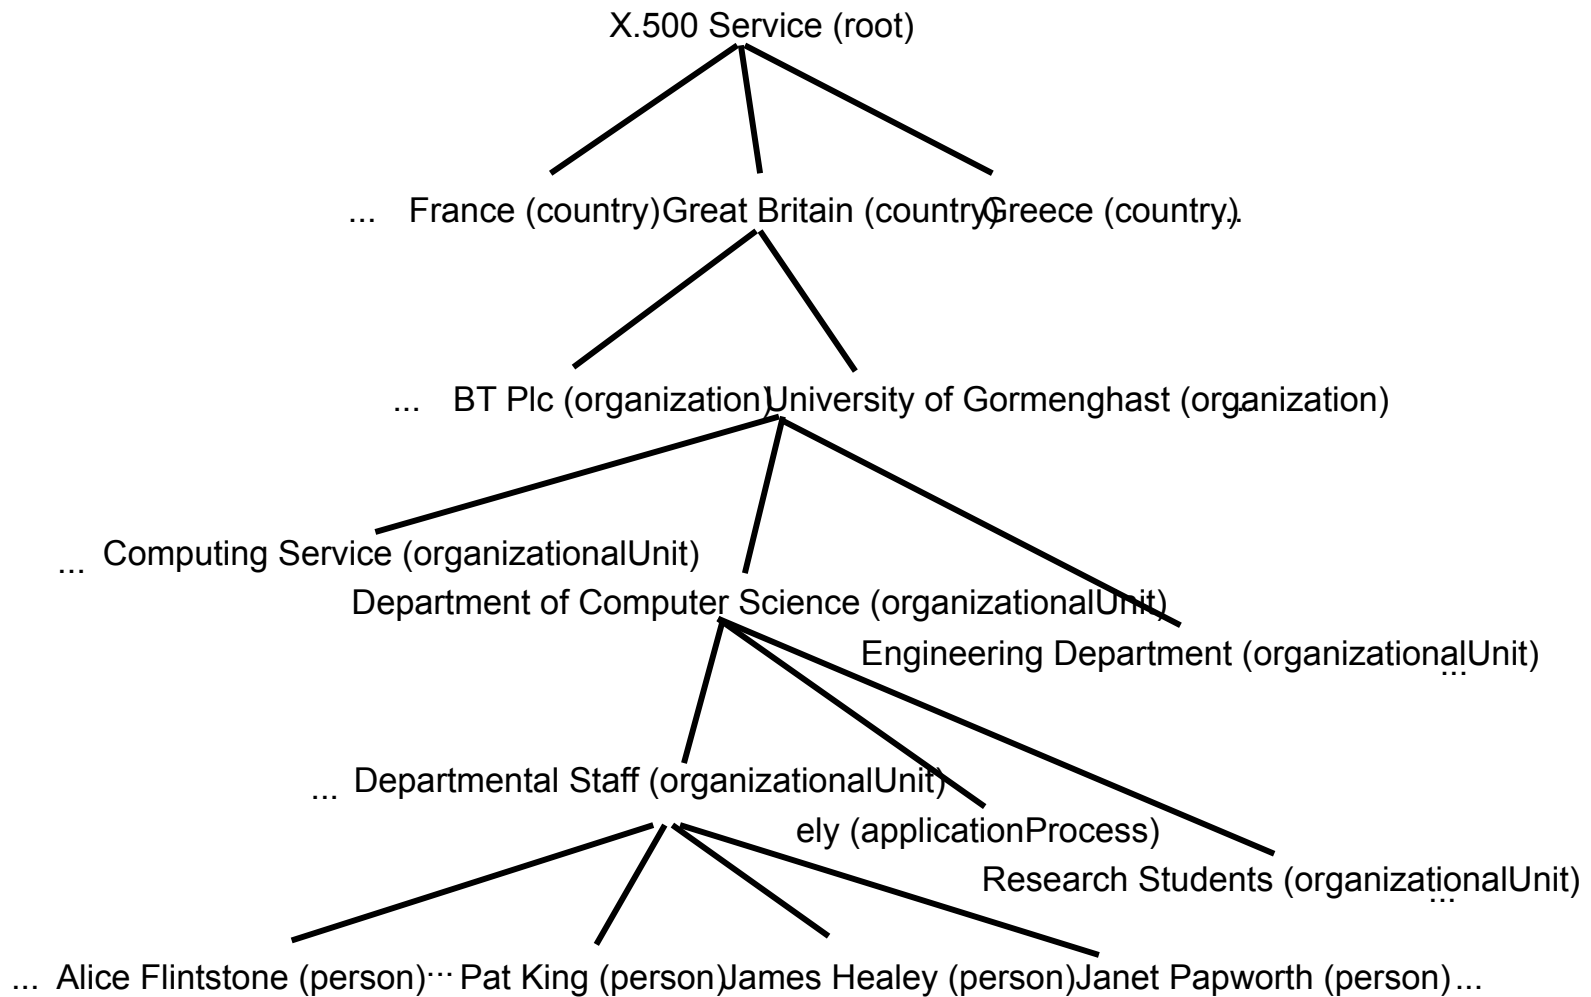 X.500 Service (root)
... France (country) Great Britain (country) Greece (country) ...
... BT Plc (organization) University of Gormenghast (organization) ...
... Computing Service (organizationalUnit)
Department of Computer Science (organizationalUnit)
Engineering Department (organizationalUnit)
...
... Departmental Staff (organizationalUnit)
ely (applicationProcess)
Research Students (organizationalUnit)
...
... Alice Flintstone (person) ... Pat King (person) James Healey (person) Janet Papworth (person) ...